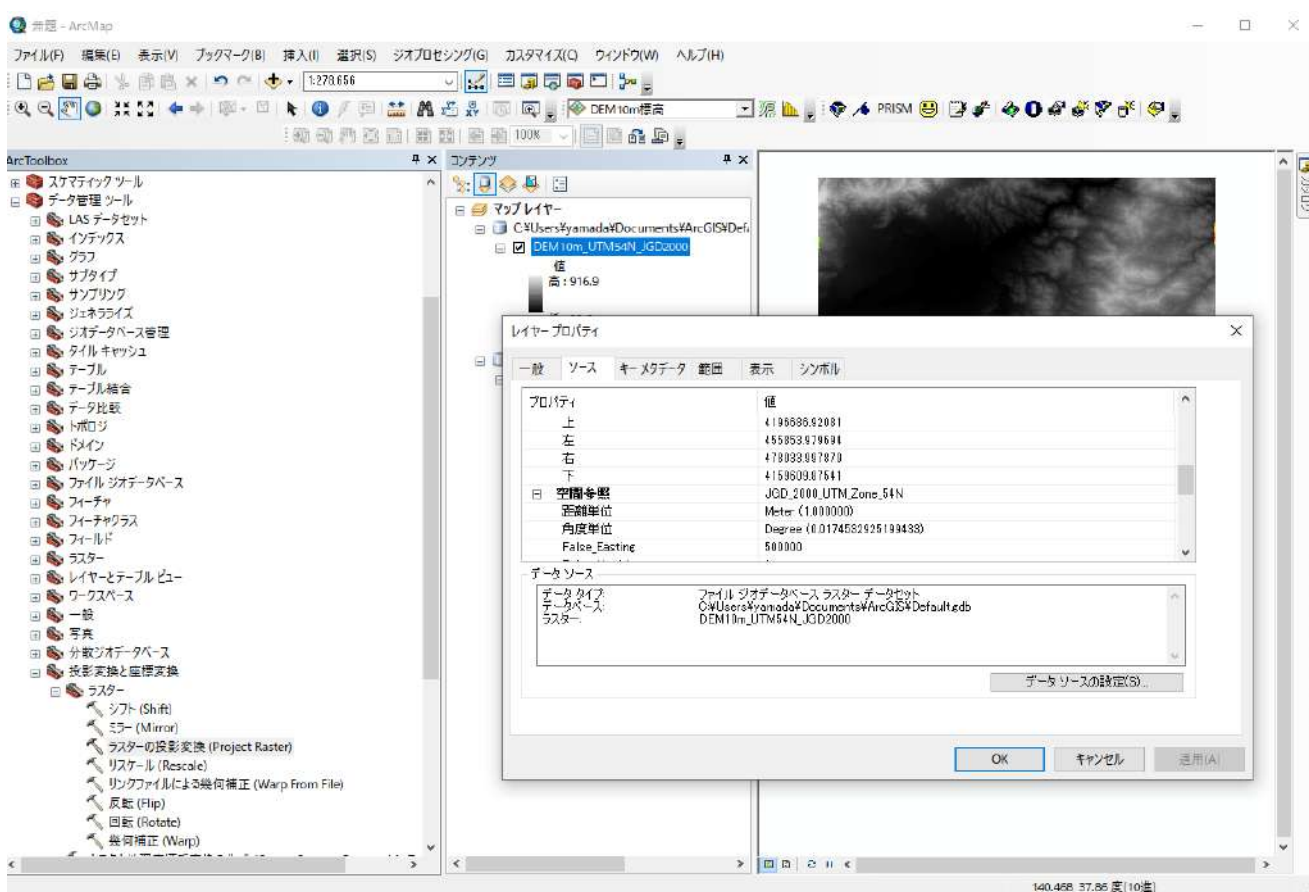 無題 - ArcMap
ファイル(F) 編集(E) 表示(V) ブックマーク(B) 挿入(I) 選択(S) ジオプロセシング(G) カスタマイズ(C) ウィンドウ(W) ヘルプ(H)
1:278,656
DEM10m標高
PRISM
100%
ArcToolbox
スケマティック ツール
データ管理 ツール
LAS データセット
インデックス
グラフ
サブタイプ
サンプリング
ジェネラライズ
ジオデータベース管理
タイル キャッシュ
テーブル
テーブル結合
データ比較
トポロジ
ドメイン
パッケージ
ファイル ジオデータベース
フィーチャ
フィーチャクラス
フィールド
ラスター
レイヤーとテーブル ビュー
ワークスペース
一般
写真
分散ジオデータベース
投影変換と座標変換
ラスター
シフト (Shift)
ミラー (Mirror)
ラスターの投影変換 (Project Raster)
リスケール (Rescale)
リンクファイルによる幾何補正 (Warp From File)
反転 (Flip)
回転 (Rotate)
幾何補正 (Warp)
コンテンツ
マップ レイヤー
C:¥Users¥yamada¥Documents¥ArcGIS¥Defa
DEM10m_UTM54N_JGD2000
値
高 : 916.9
カタログ
レイヤー プロパティ
一般 ソース キー メタデータ 範囲 表示 シンボル
プロパティ 値
上 4196686.92081
左 455853.979694
右 478033.997870
下 4159609.07541
空間参照 JGD_2000_UTM_Zone_54N
距離単位 Meter (1.000000)
角度単位 Degree (0.0174532925199433)
False_Easting 500000
データ ソース
データ タイプ: ファイル ジオデータベース ラスター データセット
データベース: C:¥Users¥yamada¥Documents¥ArcGIS¥Default.gdb
ラスター: DEM10m_UTM54N_JGD2000
データ ソースの設定(S)...
OK キャンセル 適用(A)
140.468 37.86 度(10進)